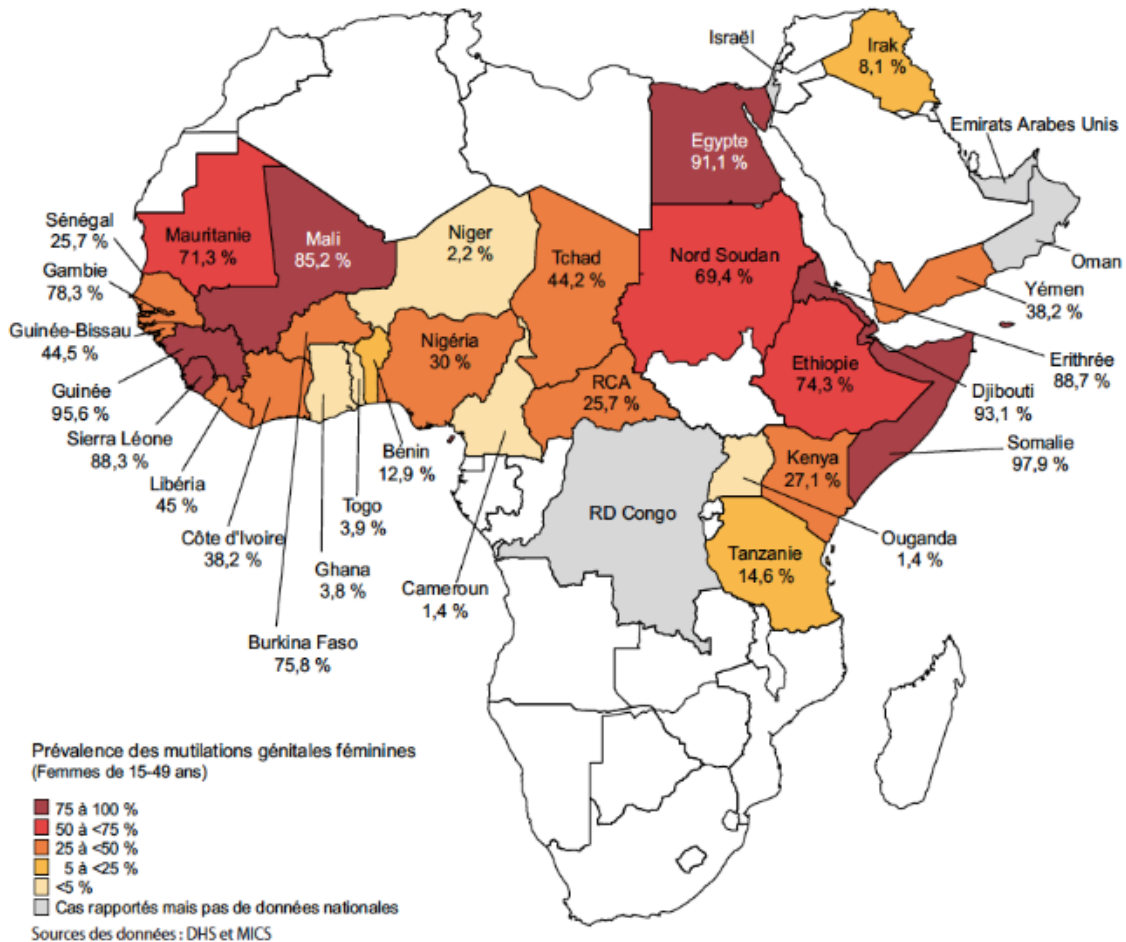 Israël
Irak
8,1 %
Emirats Arabes Unis
Egypte
91,1 %
Sénégal
25,7 %
Mauritanie
71,3 %
Mali
85,2 %
Niger
2,2 %
Tchad
44,2 %
Nord Soudan
69,4 %
Oman
Gambie
78,3 %
Yémen
38,2 %
Guinée-Bissau
44,5 %
Nigéria
30 %
Ethiopie
74,3 %
Erithrée
88,7 %
Guinée
95,6 %
RCA
25,7 %
Djibouti
93,1 %
Sierra Léone
88,3 %
Bénin
12,9 %
Kenya
27,1 %
Somalie
97,9 %
Libéria
45 %
Togo
3,9 %
RD Congo
Côte d'Ivoire
38,2 %
Ouganda
1,4 %
Tanzanie
14,6 %
Ghana
3,8 %
Cameroun
1,4 %
Burkina Faso
75,8 %
Prévalence des mutilations génitales féminines
(Femmes de 15-49 ans)
75 à 100 %
50 à <75 %
25 à <50 %
5 à <25 %
<5 %
Cas rapportés mais pas de données nationales
Sources des données : DHS et MICS